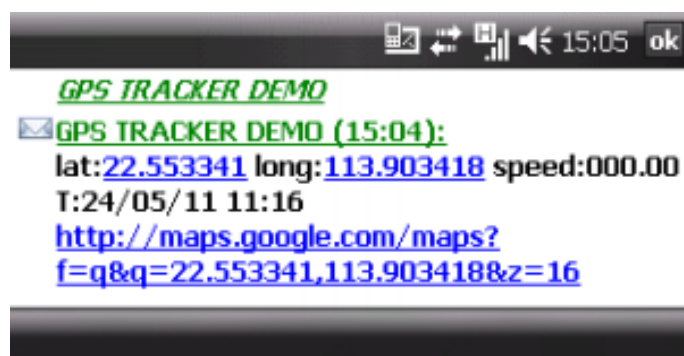 H 15:05 ok
GPS TRACKER DEMO
GPS TRACKER DEMO (15:04):
lat:22.553341 long:113.903418 speed:000.00
T:24/05/11 11:16
http://maps.google.com/maps?
f=q&q=22.553341,113.903418&z=16